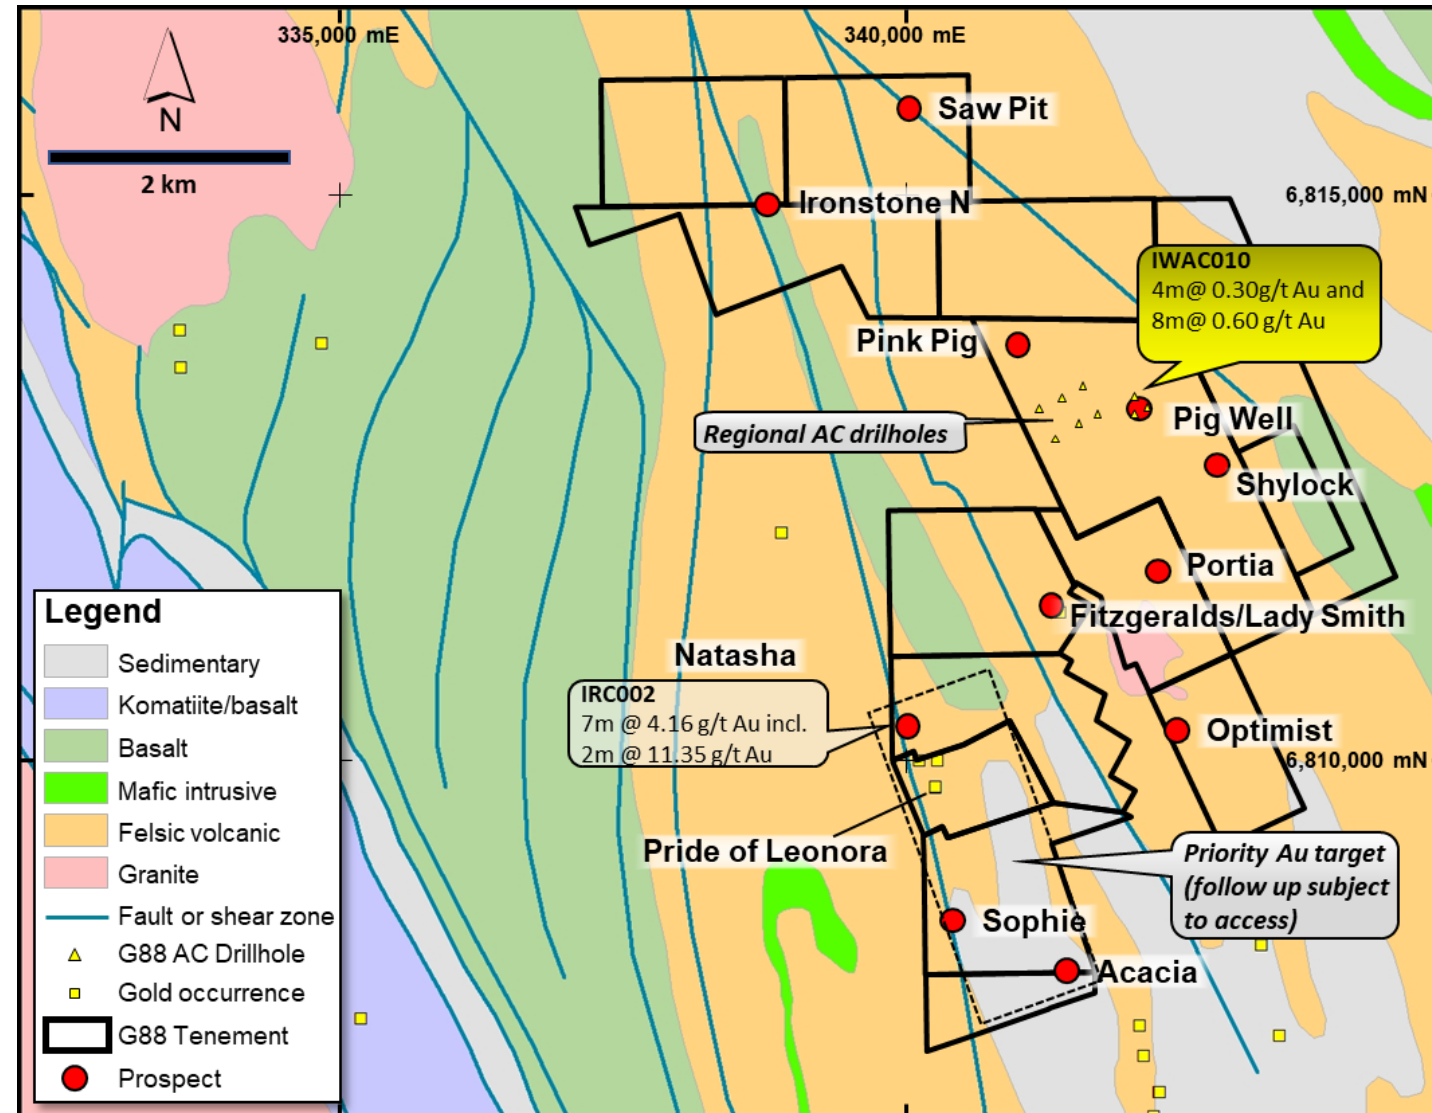 335,000 mE
340,000 mE
N
2 km
Saw Pit
6,815,000 mN
Ironstone N
IWAC010
4m@ 0.30g/t Au and
8m@ 0.60 g/t Au
Pink Pig
Regional AC drilholes
Pig Well
Shylock
Portia
Fitzgeralds/Lady Smith
Natasha
IRC002
7m @ 4.16 g/t Au incl.
2m @ 11.35 g/t Au
Optimist
6,810,000 mN
Pride of Leonora
Priority Au target
(follow up subject
to access)
Sophie
Acacia
Legend
Sedimentary
Komatiite/basalt
Basalt
Mafic intrusive
Felsic volcanic
Granite
Fault or shear zone
G88 AC Drillhole
Gold occurrence
G88 Tenement
Prospect